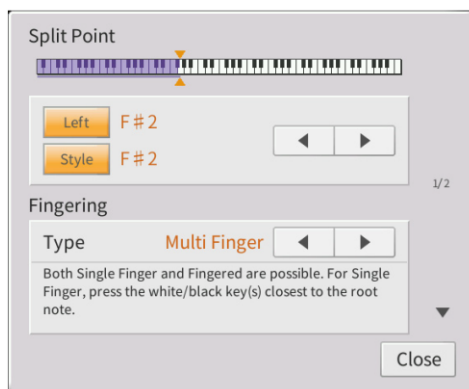 Split Point
Left F♯2
Style F♯2
1/2
Fingering
Type Multi Finger
Both Single Finger and Fingered are possible. For Single
Finger, press the white/black key(s) closest to the root
note.
Close